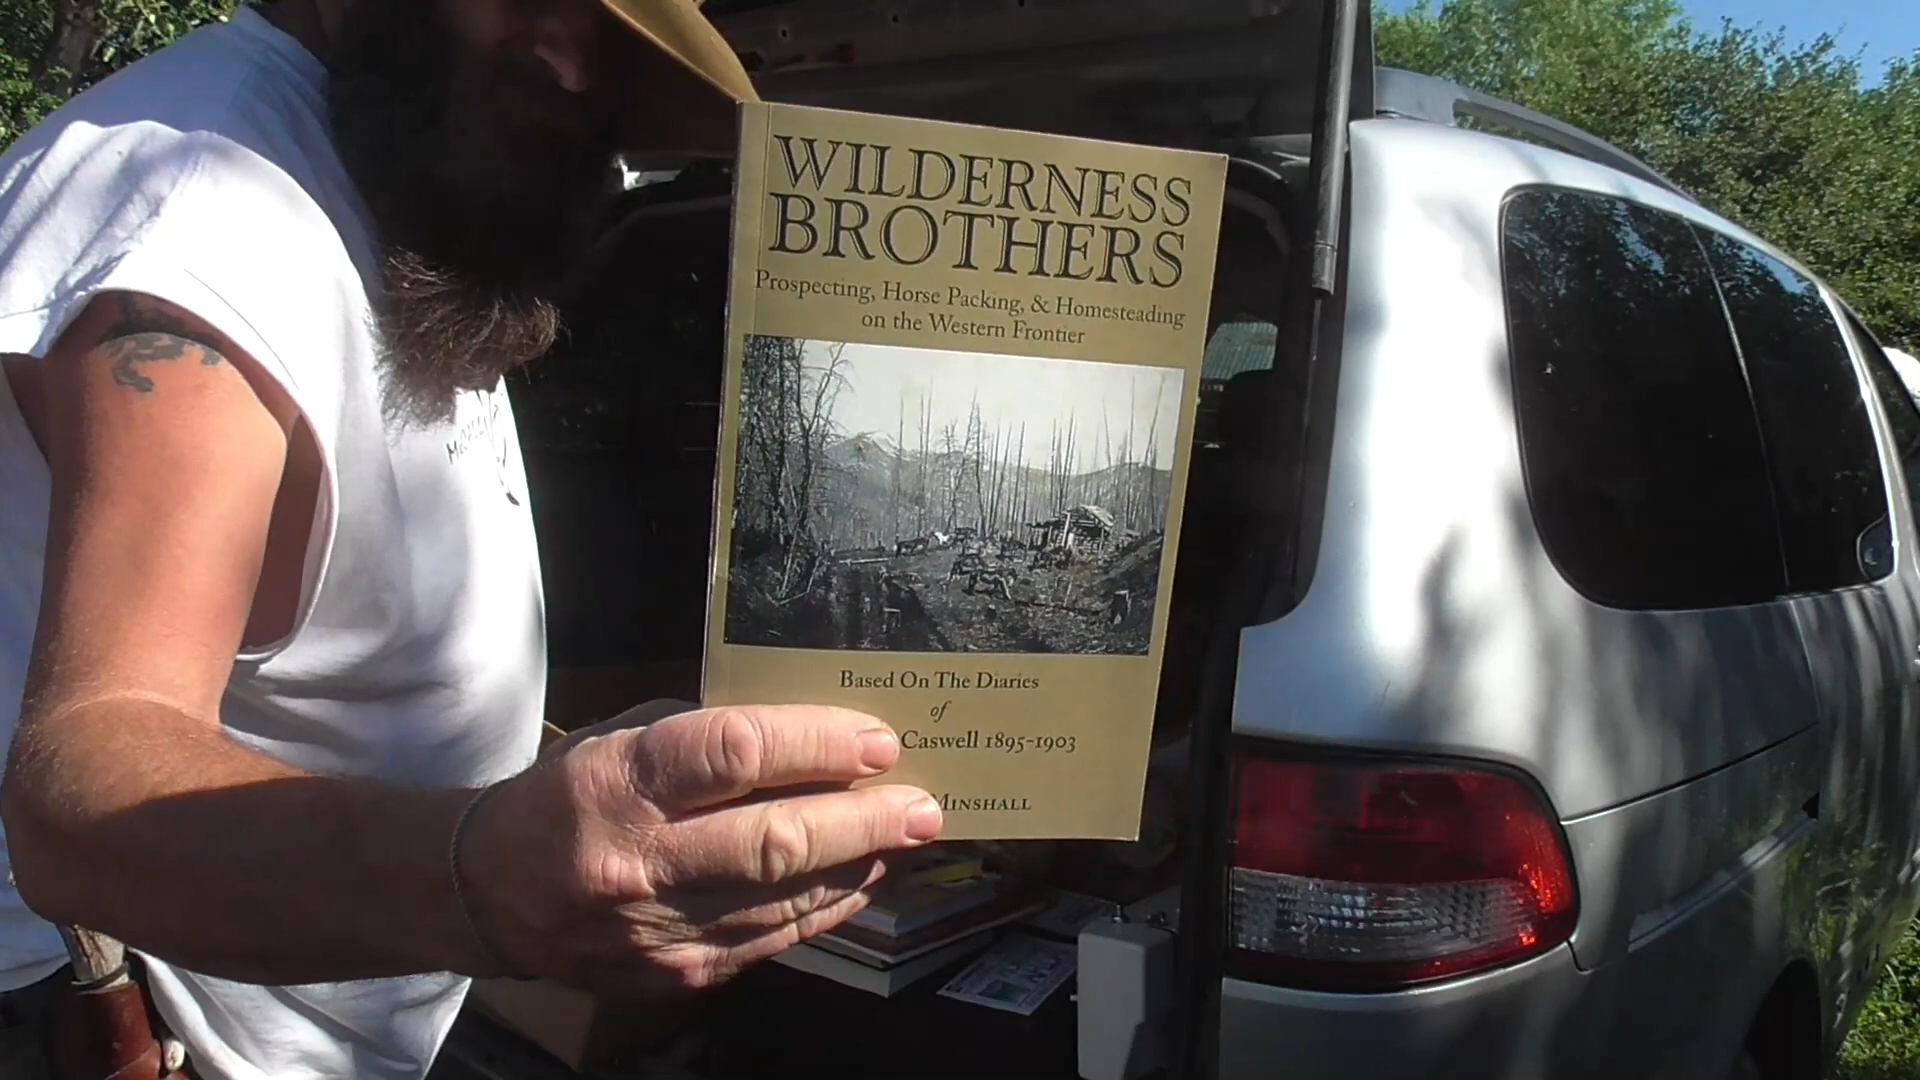 WILDERNESS
BROTHERS
Prospecting, Horse Packing, & Homesteading
on the Western Frontier
Based On The Diaries
of
Caswell 1895-1903
MINSHALL